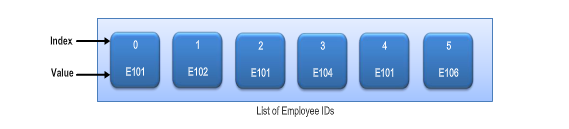 Index 0 1 2 3 4 5
Value E101 E102 E101 E104 E101 E106
List of Employee IDs